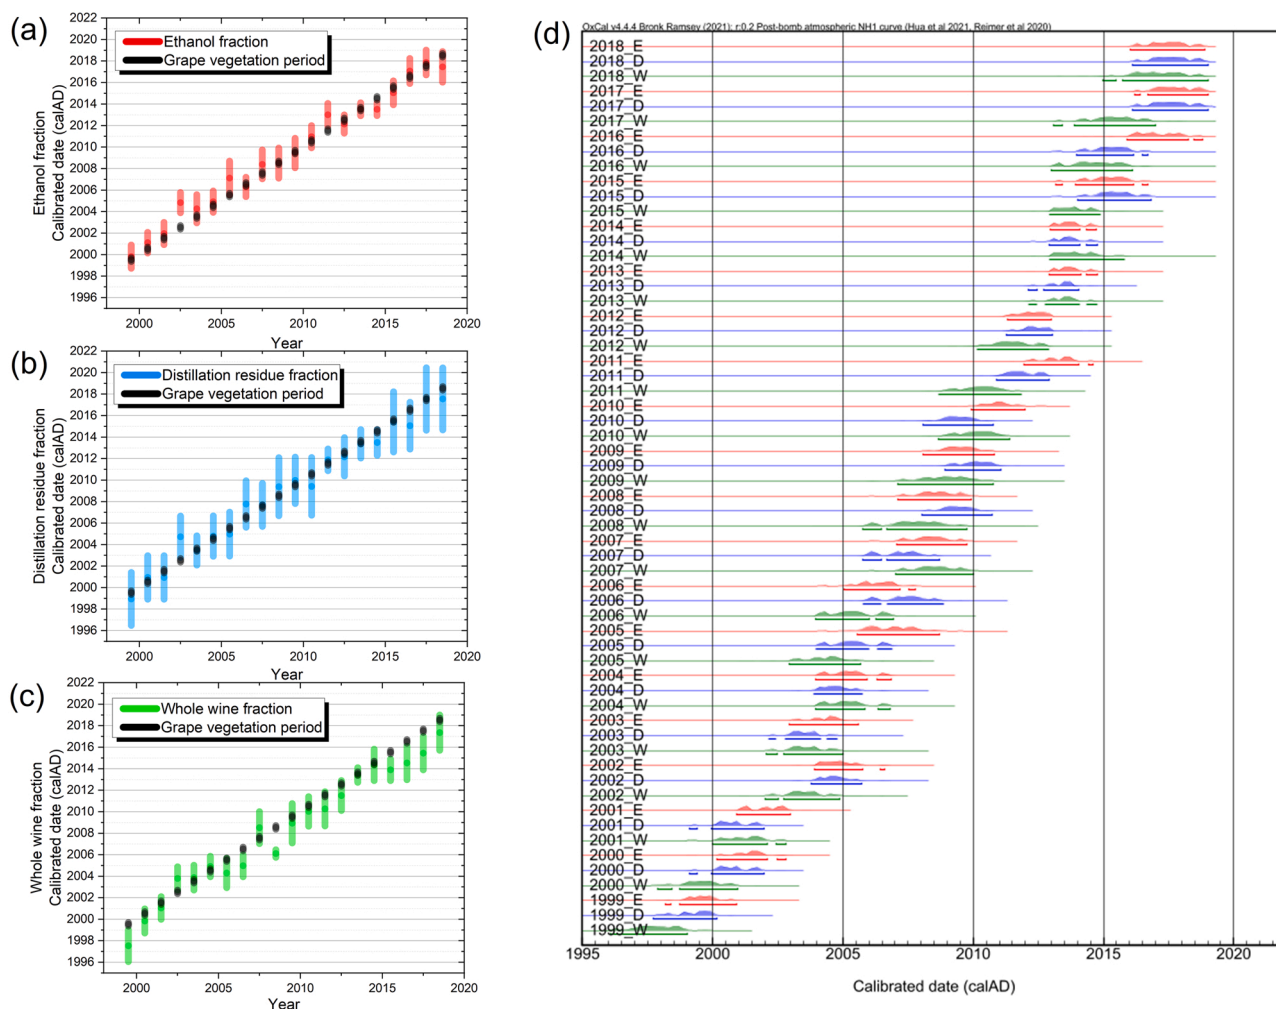 (a)
2022
2020
2018
2016
2014
2012
2010
2008
2006
2004
2002
2000
1998
1996
Ethanol fraction
Calibrated date (calAD)
Ethanol fraction
Grape vegetation period
2000
2005
2010
2015
2020
Year
(b)
2022
2020
2018
2016
2014
2012
2010
2008
2006
2004
2002
2000
1998
1996
Distillation residue fraction
Calibrated date (calAD)
Distillation residue fraction
Grape vegetation period
2000
2005
2010
2015
2020
Year
(c)
2022
2020
2018
2016
2014
2012
2010
2008
2006
2004
2002
2000
1998
1996
Whole wine fraction
Calibrated date (calAD)
Whole wine fraction
Grape vegetation period
2000
2005
2010
2015
2020
Year
(d)
OxCal v4.4.4 Bronk Ramsey (2021); r:0.2 Post-bomb atmospheric NH1 curve (Hua et al 2021, Reimer et al 2020)
2018_E
2018_D
2018_W
2017_E
2017_D
2017_W
2016_E
2016_D
2016_W
2015_E
2015_D
2015_W
2014_E
2014_D
2014_W
2013_E
2013_D
2013_W
2012_E
2012_D
2012_W
2011_E
2011_D
2011_W
2010_E
2010_D
2010_W
2009_E
2009_D
2009_W
2008_E
2008_D
2008_W
2007_E
2007_D
2007_W
2006_E
2006_D
2006_W
2005_E
2005_D
2005_W
2004_E
2004_D
2004_W
2003_E
2003_D
2003_W
2002_E
2002_D
2002_W
2001_E
2001_D
2001_W
2000_E
2000_D
2000_W
1999_E
1999_D
1999_W
1995
2000
2005
2010
2015
2020
Calibrated date (calAD)